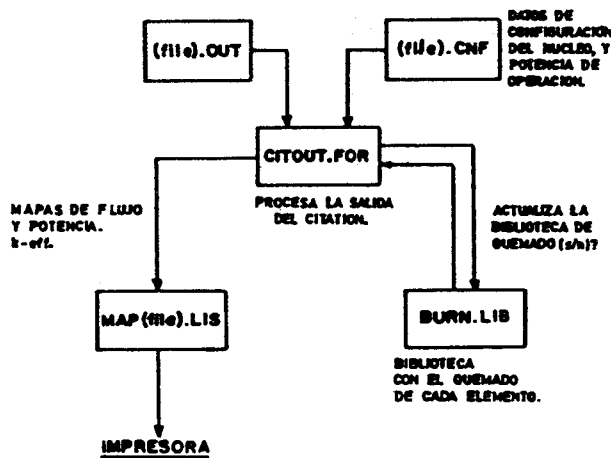 (file).OUT
(file).CNF
DATOS DE
CONFIGURACIÓN
DEL NUCLEO, Y
POTENCIA DE
OPERACION.
CITOUT.FOR
PROCESA LA SALIDA
DEL CITATION.
MAPAS DE FLUJO
Y POTENCIA.
k-eff.
ACTUALIZA LA
BIBLIOTECA DE
QUEMADO (s/n)?
MAP(file).LIS
BURN.LIB
BIBLIOTECA
CON EL QUEMADO
DE CADA ELEMENTO.
IMPRESORA